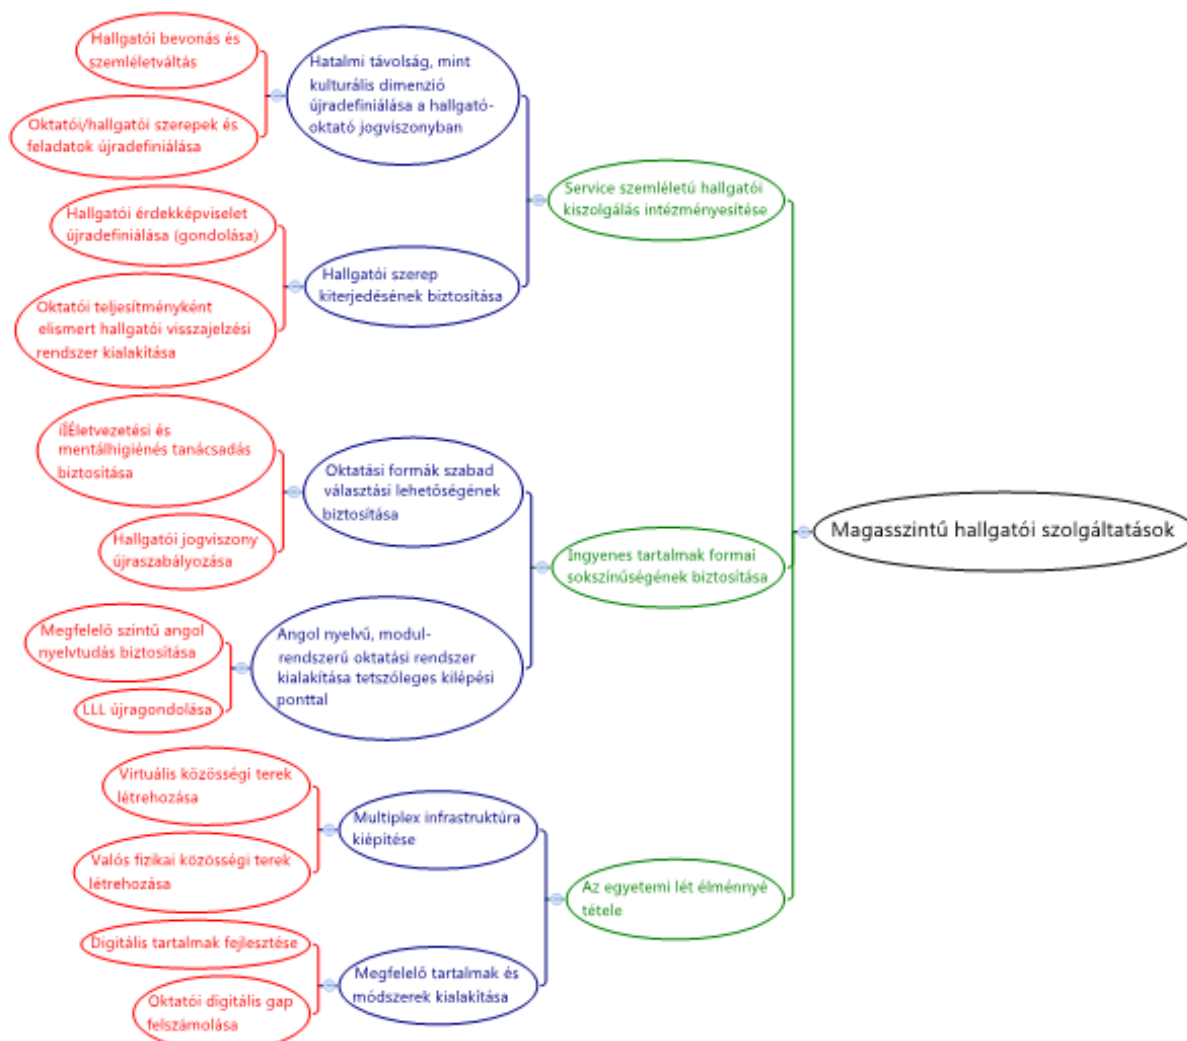 Hallgatói bevonás és
szemléletváltás
Oktatói/hallgatói szerepek és
feladatok újradefiniálása
Hatalmi távolság, mint
kulturális dimenzió
újradefiniálása a hallgató-
oktató jogviszonyban
Hallgatói érdekképviselet
újradefiniálása (gondolása)
Oktatói teljesítményként
elismert hallgatói visszajelzési
rendszer kialakítása
Hallgatói szerep
kiterjedésének biztosítása
Service szemléletú hallgatói
kiszolgálás intézményesítése
iÍÉletvezetési és
mentálhigiénés tanácsadás
biztosítása
Hallgatói jogviszony
újraszabályozása
Oktatási formák szabad
választási lehetőségének
biztosítása
Megfelelő szintű angol
nyelvtudás biztosítása
LLL újragondolása
Angol nyelvű, modul-
rendszerű oktatási rendszer
kialakítása tetszőleges kilépési
ponttal
Ingyenes tartalmak formai
sokszínűségének biztosítása
Magasszintű hallgatói szolgáltatások
Virtuális közösségi terek
létrehozása
Valós fizikai közösségi terek
létrehozása
Multiplex infrastruktúra
kiépítése
Digitális tartalmak fejlesztése
Oktatói digitális gap
felszámolása
Megfelelő tartalmak és
módszerek kialakítása
Az egyetemi lét élménnyé
tétele